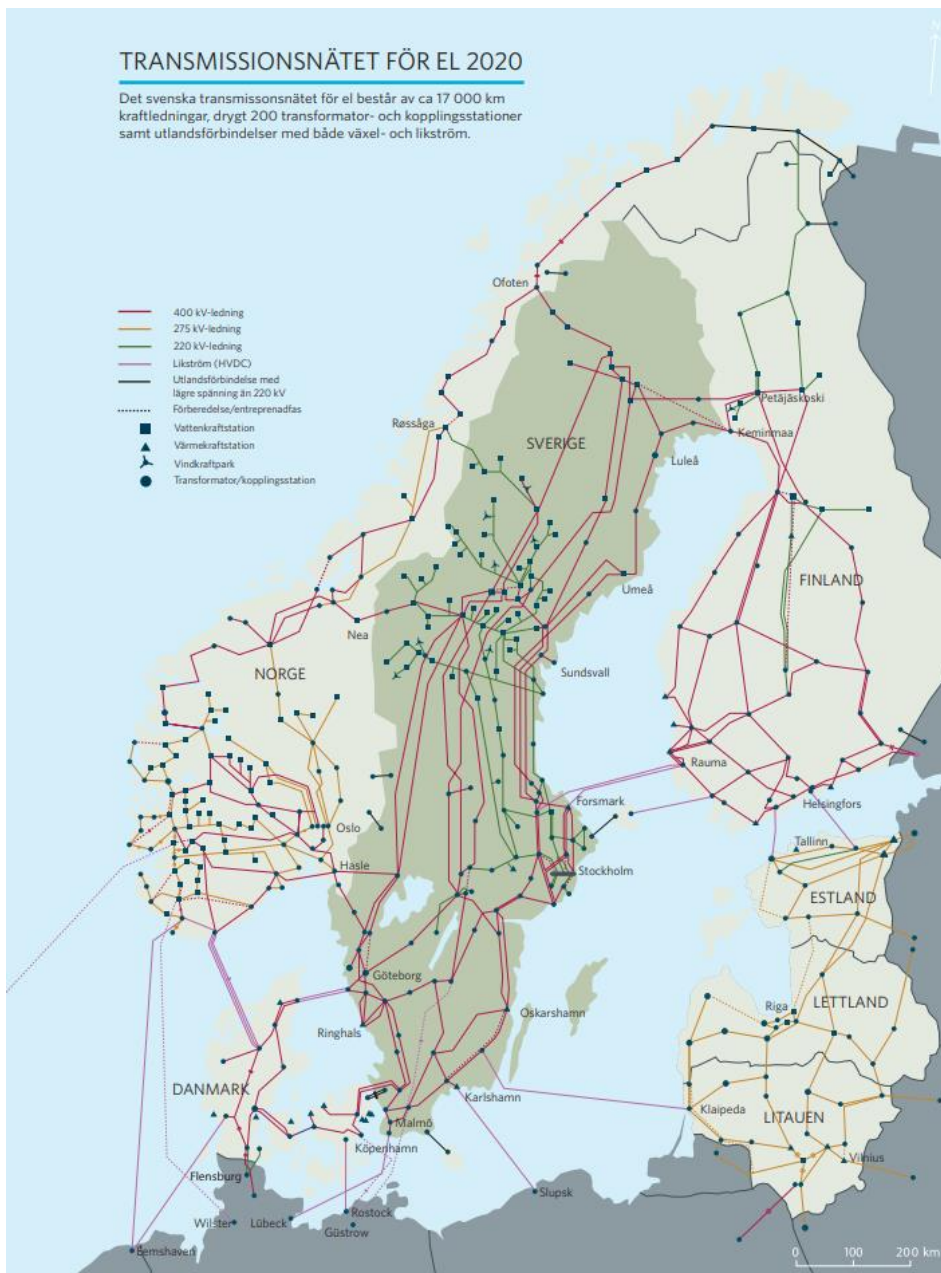 TRANSMISSIONSNÄTET FÖR EL 2020
Det svenska transmissonsnätet för el består av ca 17 000 km
kraftledningar, drygt 200 transformator- och kopplingsstationer
samt utlandsförbindelser med både växel- och likström.
400 kV-ledning
275 kV-ledning
220 kV-ledning
Likström (HVDC)
Utlandsförbindelse med
lägre spänning än 220 kV
Förberedelse/entreprenadfas
Vattenkraftstation
Värmekraftstation
Vindkraftpark
Transformator/kopplingsstation
N
Ofoten
Petäjäskoski
Røssåga
SVERIGE
Keminmaa
Luleå
FINLAND
Umeå
Nea
Sundsvall
NORGE
Rauma
Forsmark
Helsingfors
Oslo
Tallinn
Hasle
Stockholm
ESTLAND
Göteborg
LETTLAND
Riga
Oskarshamn
Ringhals
DANMARK
Karlshamn
Klaipeda
LITAUEN
Malmö
Köpenhamn
Vilnius
Flensburg
Slupsk
Wilster
Lübeck
Rostock
Güstrow
Eemshaven
0 100 200 km